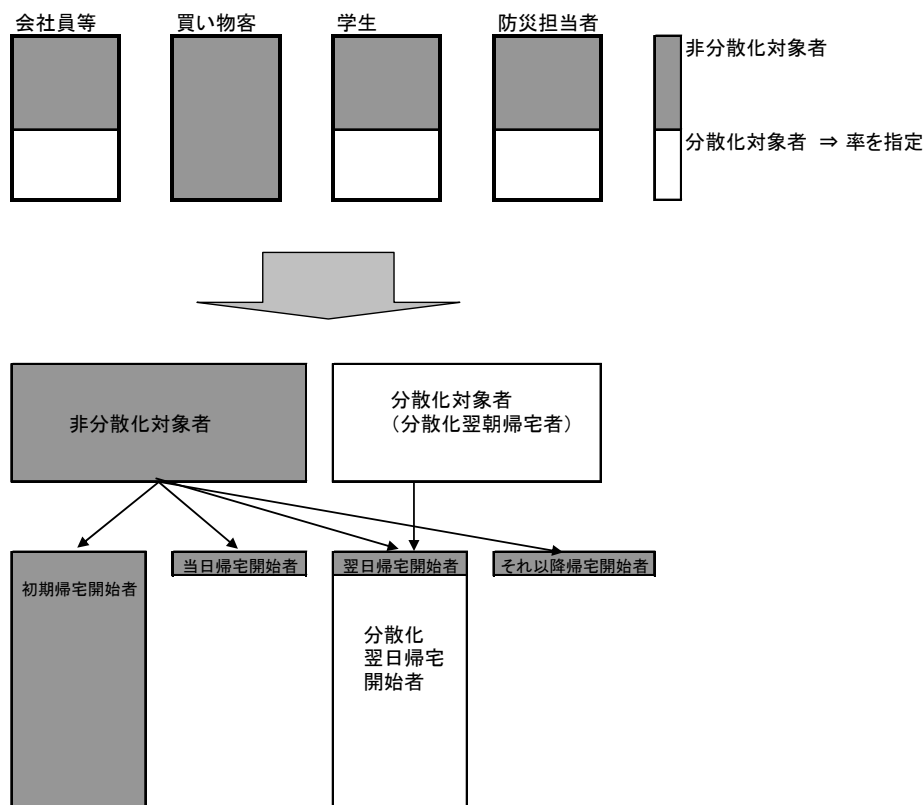 会社員等
買い物客
学生
防災担当者
非分散化対象者
分散化対象者 ⇒ 率を指定
非分散化対象者
分散化対象者
（分散化翌朝帰宅者）
初期帰宅開始者
当日帰宅開始者
翌日帰宅開始者
それ以降帰宅開始者
分散化
翌日帰宅
開始者